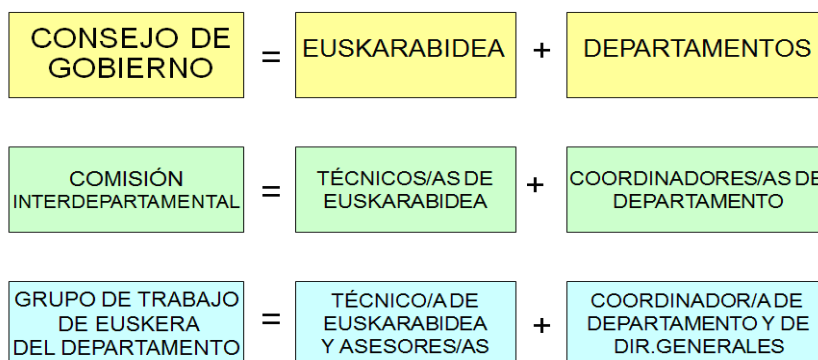 CONSEJO DE
GOBIERNO
=
EUSKARABIDEA
+
DEPARTAMENTOS
COMISIÓN
INTERDEPARTAMENTAL
=
TÉCNICOS/AS DE
EUSKARABIDEA
+
COORDINADORES/AS DE
DEPARTAMENTO
GRUPO DE TRABAJO
DE EUSKERA
DEL DEPARTAMENTO
=
TÉCNICO/A DE
EUSKARABIDEA
Y ASESORES/AS
+
COORDINADOR/A DE
DEPARTAMENTO Y DE
DIR.GENERALES